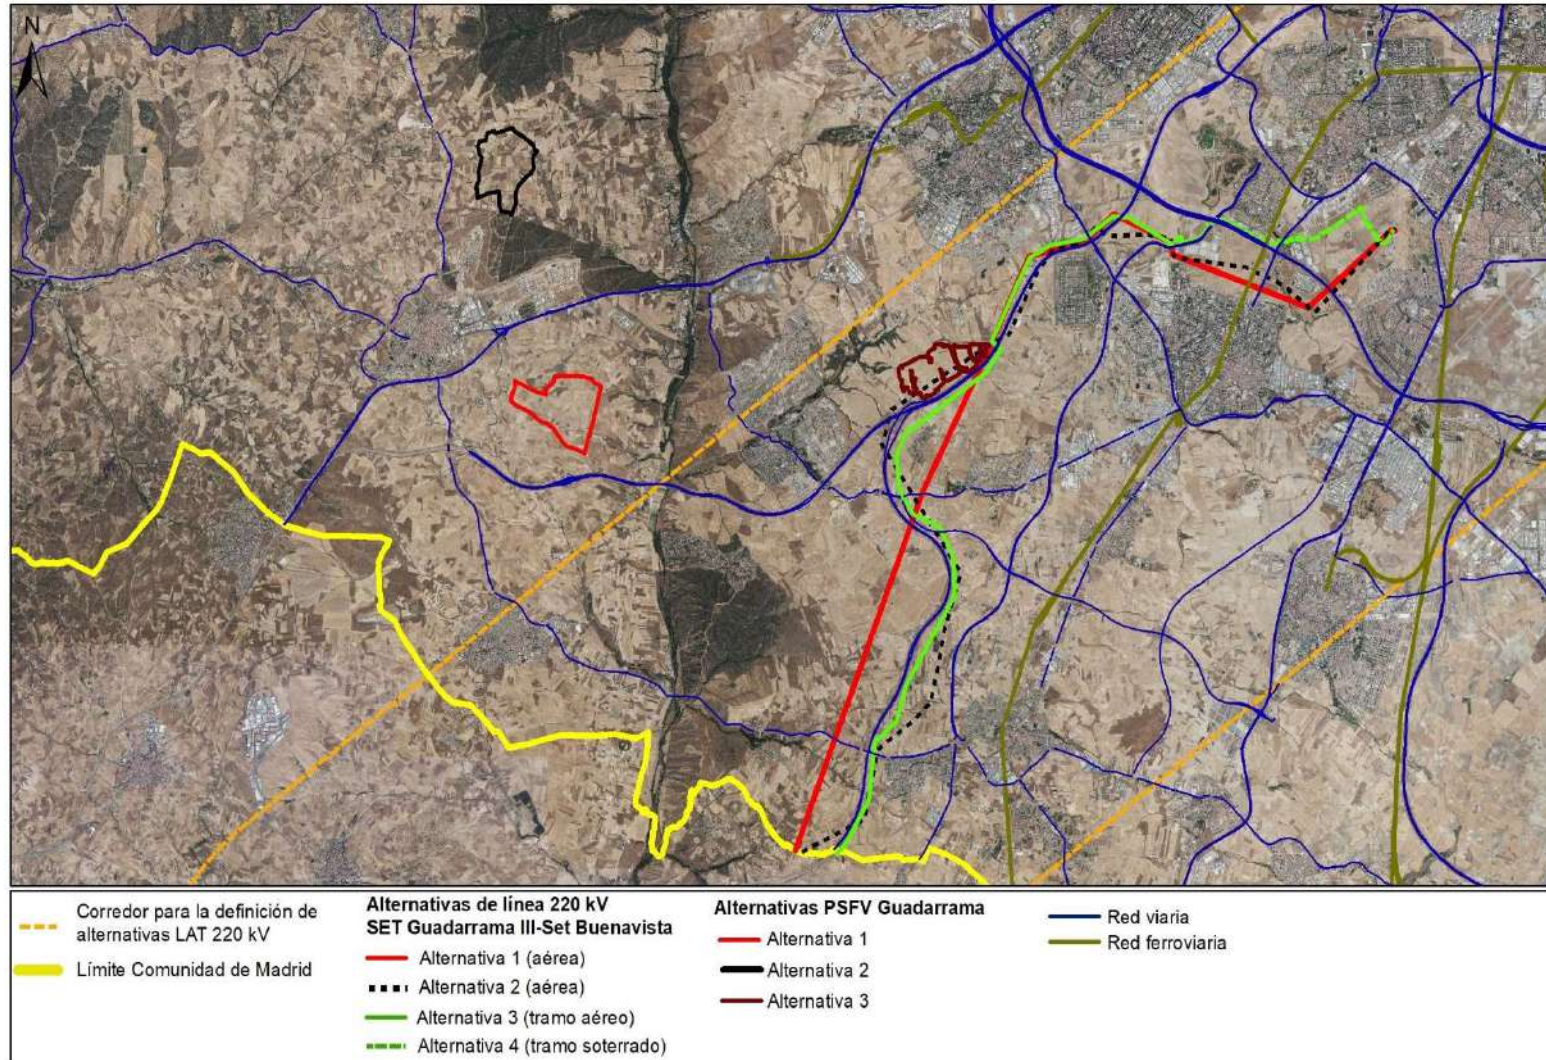 N
Corredor para la definición de
alternativas LAT 220 kV
Límite Comunidad de Madrid
Alternativas de línea 220 kV
SET Guadarrama III-Set Buenavista
Alternativa 1 (aérea)
Alternativa 2 (aérea)
Alternativa 3 (tramo aéreo)
Alternativa 4 (tramo soterrado)
Alternativas PSFV Guadarrama
Alternativa 1
Alternativa 2
Alternativa 3
Red viaria
Red ferroviaria